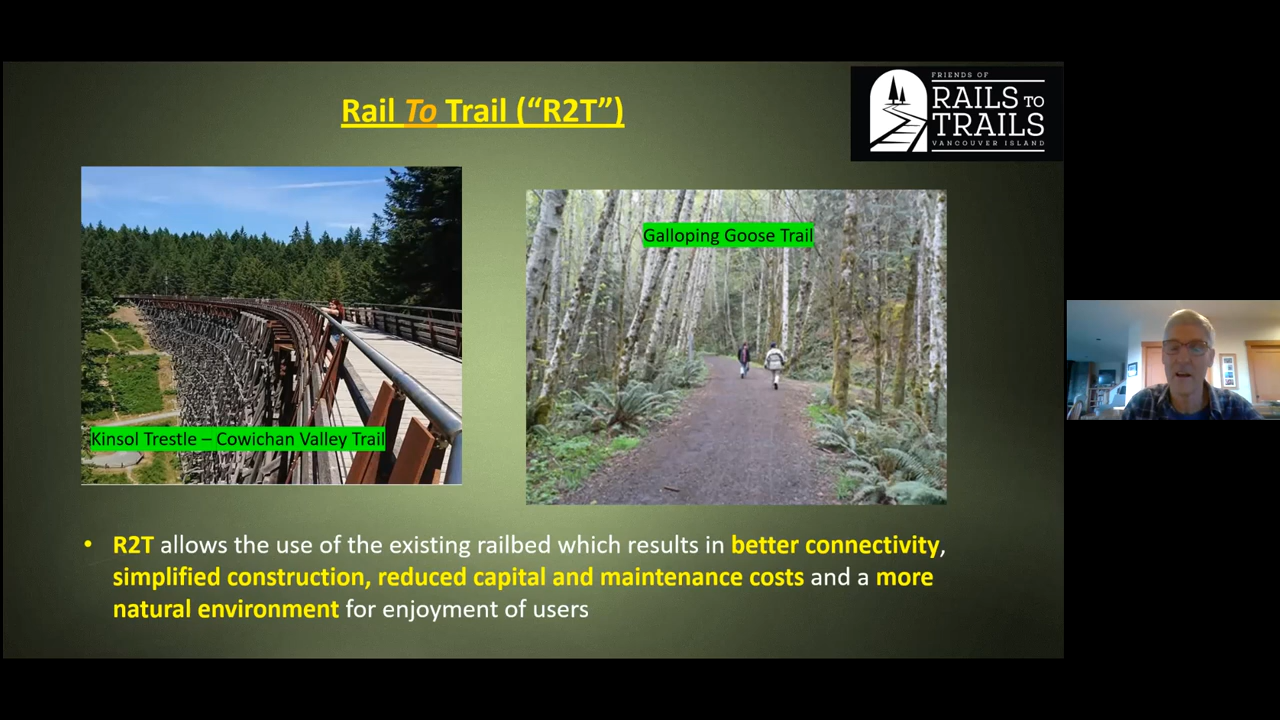 Rail To Trail (“R2T”)
FRIENDS OF
RAILS TO
TRAILS
VANCOUVER ISLAND
Galloping Goose Trail
Kinsol Trestle – Cowichan Valley Trail
• R2T allows the use of the existing railbed which results in better connectivity,
simplified construction, reduced capital and maintenance costs and a more
natural environment for enjoyment of users